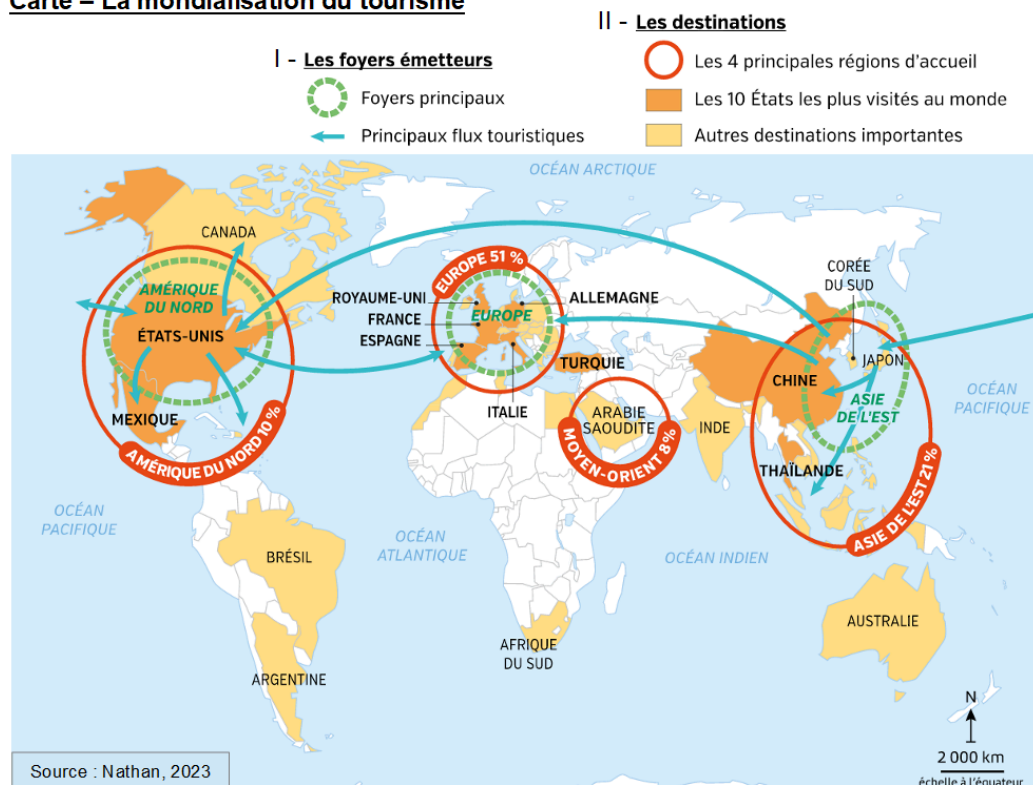 Carte – La mondialisation du tourisme
II - Les destinations
I - Les foyers émetteurs
Les 4 principales régions d'accueil
Foyers principaux
Les 10 États les plus visités au monde
Principaux flux touristiques
Autres destinations importantes
OCÉAN ARCTIQUE
CANADA
EUROPE 51 %
CORÉE
DU SUD
AMÉRIQUE
DU NORD
ROYAUME-UNI
ALLEMAGNE
FRANCE
EUROPE
ESPAGNE
ÉTATS-UNIS
TURQUIE
JAPON
CHINE
OCÉAN
PACIFIQUE
MEXIQUE
ITALIE
ARABIE
SAOUDITE
INDE
ASIE
DE L'EST
AMÉRIQUE DU NORD 10 %
MOYEN-ORIENT 8%
THAÏLANDE
ASIE DE L'EST 21 %
OCÉAN
PACIFIQUE
OCÉAN
ATLANTIQUE
OCÉAN INDIEN
BRÉSIL
AUSTRALIE
AFRIQUE
DU SUD
ARGENTINE
N
2 000 km
échelle à l'équateur
Source : Nathan, 2023